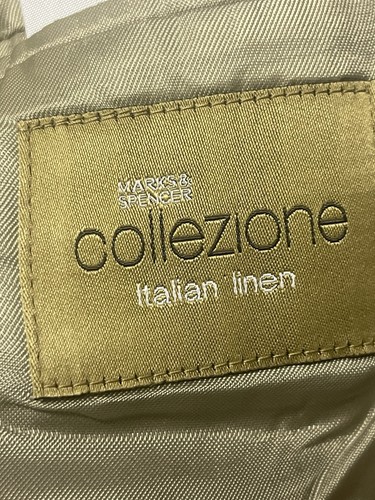 MARKS&
SPENCER
collezione
Italian linen